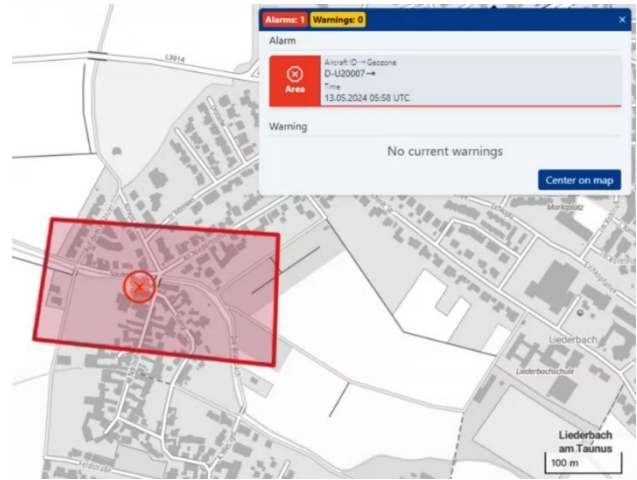 Alarms: 1 Warnings: 0
×
Alarm
Area
Aircraft ID → Geozone
D-U20007 →
Time
13.05.2024 05:58 UTC
Warning
No current warnings
Center on map
L3014
Marktplatz
Liederbach
Liederbachschule
Liederbach
am Taunus
100 m
Feldstraße